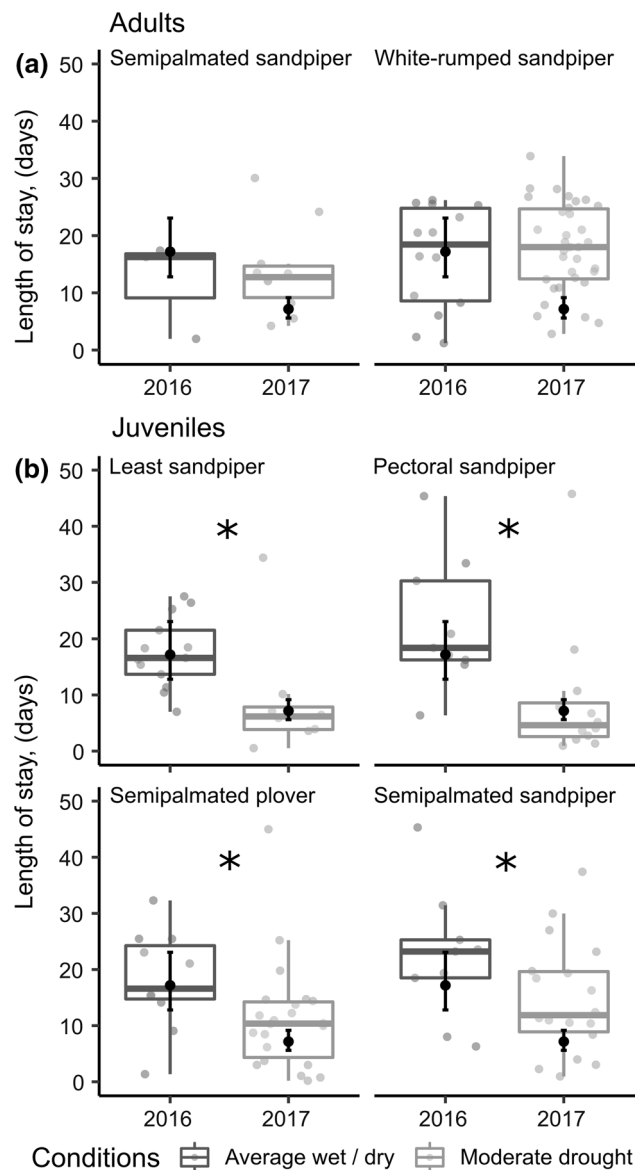 Adults
(a) Semipalmated sandpiper White-rumped sandpiper
50
40
30
20
10
0
Length of stay, (days)
2016 2017 2016 2017
Juveniles
(b) Least sandpiper Pectoral sandpiper
50
40
30
20
10
0
* *
Length of stay, (days)
Semipalmated plover Semipalmated sandpiper
50
40
30
20
10
0
* *
2016 2017 2016 2017
Conditions Average wet / dry Moderate drought